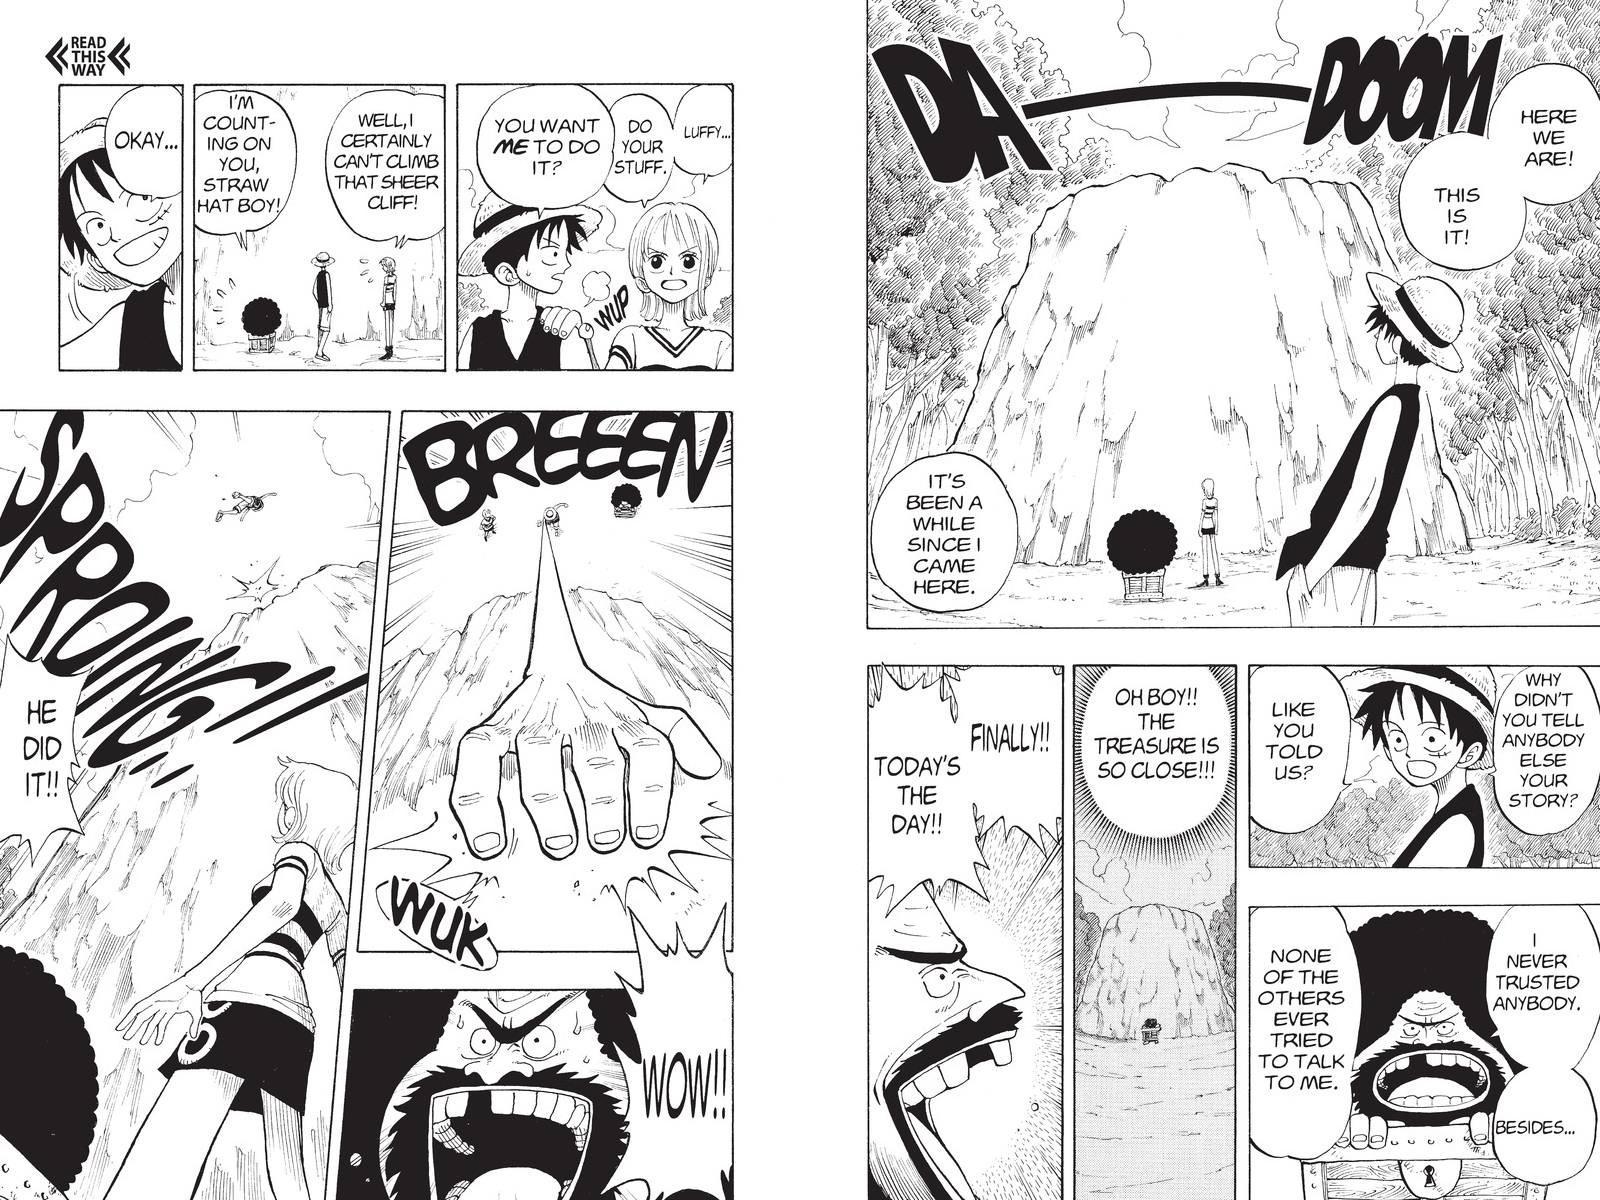 HERE
WE
ARE!
THIS
IS
IT!
DA DOOM
IT'S
BEEN A
WHILE
SINCE I
CAME
HERE.
WHY
DIDN'T
YOU TELL
ANYBODY
ELSE
YOUR
STORY?
LIKE
YOU
TOLD
US?
I
NEVER
TRUSTED
ANYBODY.
BESIDES...
NONE
OF THE
OTHERS
EVER
TRIED
TO TALK
TO ME.
OH BOY!!
THE
TREASURE IS
SO CLOSE!!!
FINALLY!!
TODAY'S
THE
DAY!!
READ
THIS
WAY
LUFFY...
DO
YOUR
STUFF.
YOU WANT
ME TO DO
IT?
WUP
WELL, I
CERTAINLY
CAN'T CLIMB
THAT SHEER
CLIFF!
I'M
COUNT-
ING ON
YOU,
STRAW
HAT BOY!
OKAY...
BREEEN
WUK
WOW!!
SPROING!!
HE
DID
IT!!